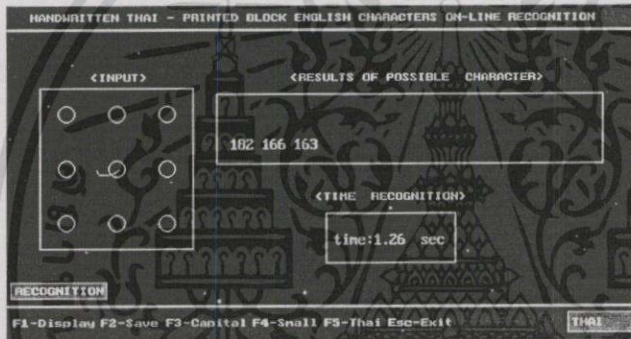 HANDWRITTEN THAI - PRINTED BLOCK ENGLISH CHARACTERS ON-LINE RECOGNITION
<INPUT>
<RESULTS OF POSSIBLE CHARACTER>
182 166 163
<TIME RECOGNITION>
time:1.26 sec
RECOGNITION
F1-Display F2-Save F3-Capital F4-Small F5-Thai Esc-Exit
THAI